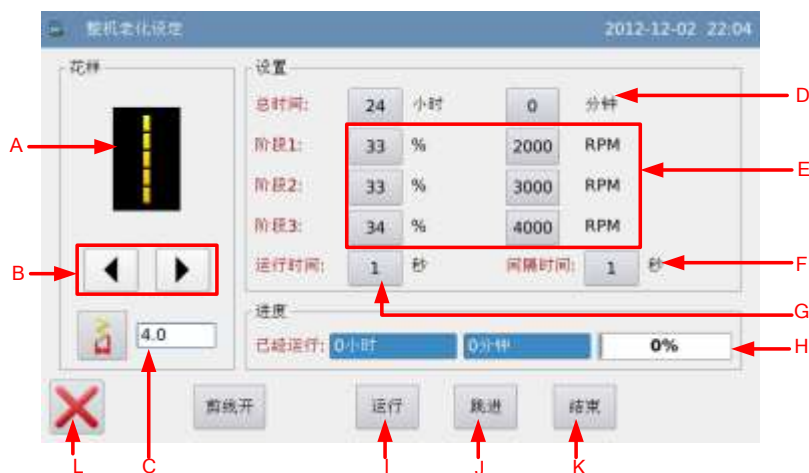 整机老化设定 2012-12-02 22:04
花样 设置
总时间: 24 小时 0 分钟 D
A 阶段1: 33 % 2000 RPM E
阶段2: 33 % 3000 RPM
阶段3: 34 % 4000 RPM
B 运行时间: 1 秒 间隔时间: 1 秒 F
G
进度
4.0 已经运行: 0小时 0分钟 0% H
剪线开 运行 跳进 结束
L C I J K